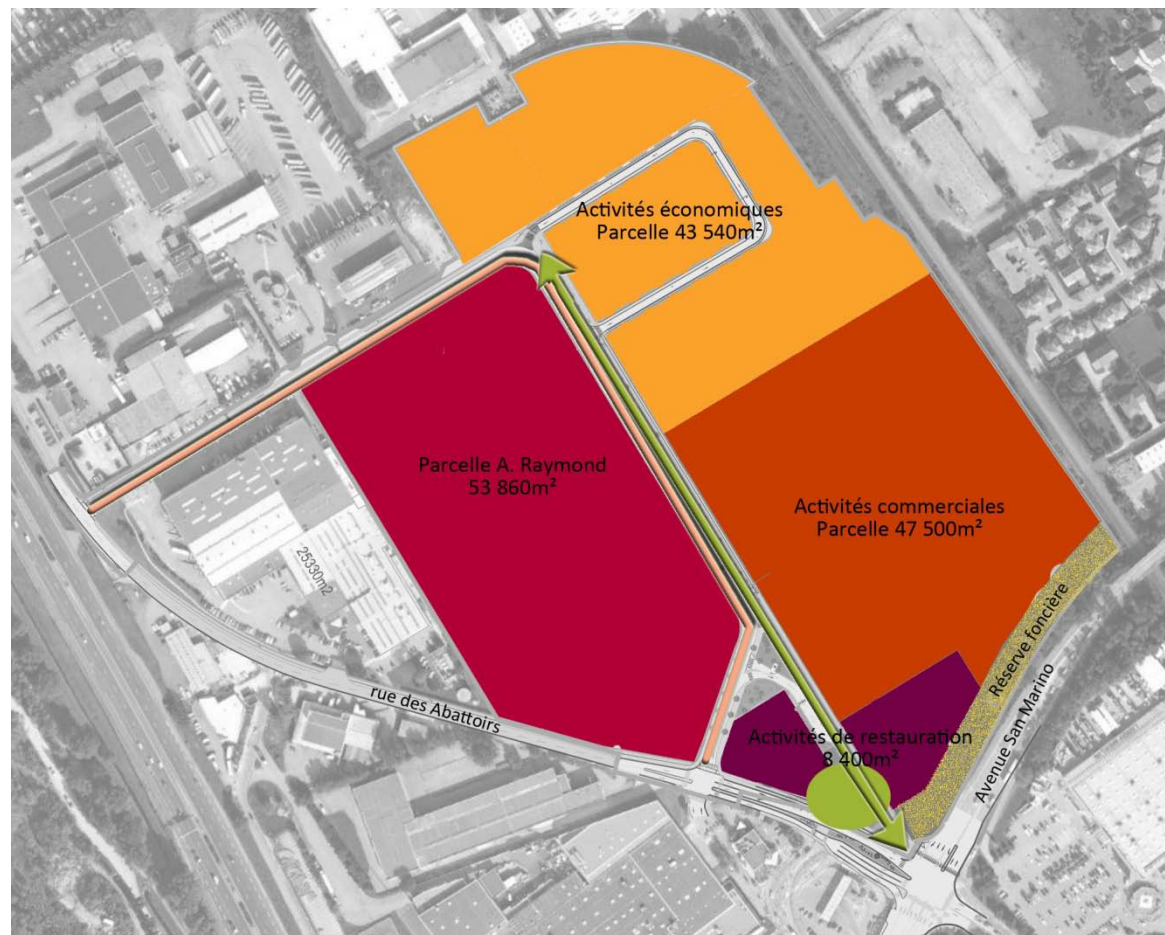 Activités économiques
Parcelle 43 540m²
Parcelle A. Raymond
53 860m²
Activités commerciales
Parcelle 47 500m²
25330m2
Réserve foncière
rue des Abattoirs
Avenue San Marino
Activités de restauration
8 400m²